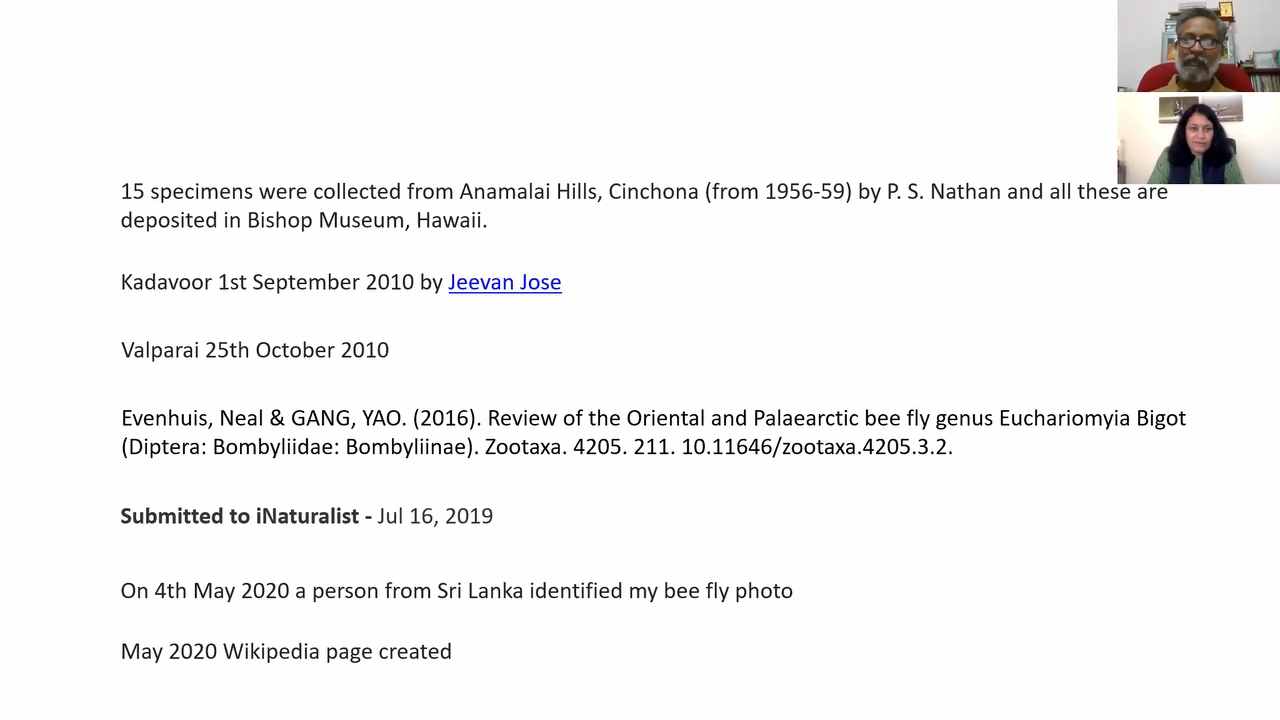 15 specimens were collected from Anamalai Hills, Cinchona (from 1956-59) by P. S. Nathan and all these are
deposited in Bishop Museum, Hawaii.
Kadavoor 1st September 2010 by Jeevan Jose
Valparai 25th October 2010
Evenhuis, Neal & GANG, YAO. (2016). Review of the Oriental and Palaearctic bee fly genus Euchariomyia Bigot
(Diptera: Bombyliidae: Bombyliinae). Zootaxa. 4205. 211. 10.11646/zootaxa.4205.3.2.
Submitted to iNaturalist - Jul 16, 2019
On 4th May 2020 a person from Sri Lanka identified my bee fly photo
May 2020 Wikipedia page created